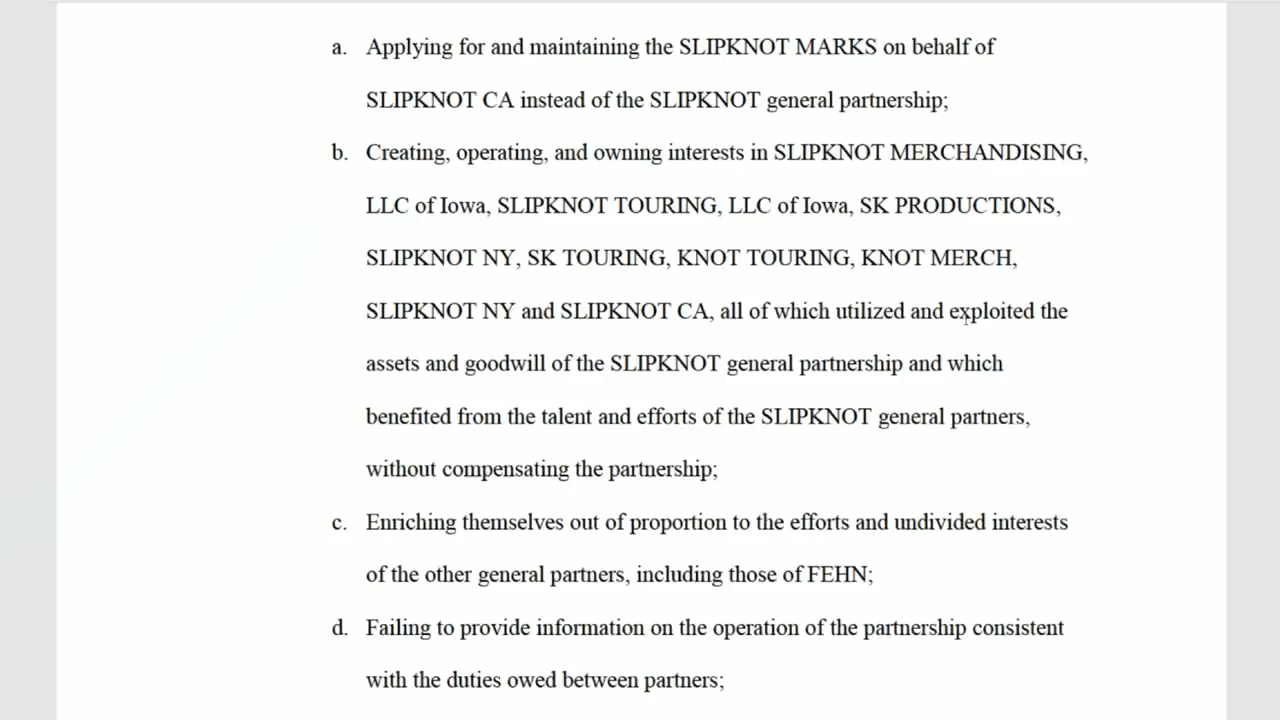 a. Applying for and maintaining the SLIPKNOT MARKS on behalf of
SLIPKNOT CA instead of the SLIPKNOT general partnership;
b. Creating, operating, and owning interests in SLIPKNOT MERCHANDISING,
LLC of Iowa, SLIPKNOT TOURING, LLC of Iowa, SK PRODUCTIONS,
SLIPKNOT NY, SK TOURING, KNOT TOURING, KNOT MERCH,
SLIPKNOT NY and SLIPKNOT CA, all of which utilized and exploited the
assets and goodwill of the SLIPKNOT general partnership and which
benefited from the talent and efforts of the SLIPKNOT general partners,
without compensating the partnership;
c. Enriching themselves out of proportion to the efforts and undivided interests
of the other general partners, including those of FEHN;
d. Failing to provide information on the operation of the partnership consistent
with the duties owed between partners;